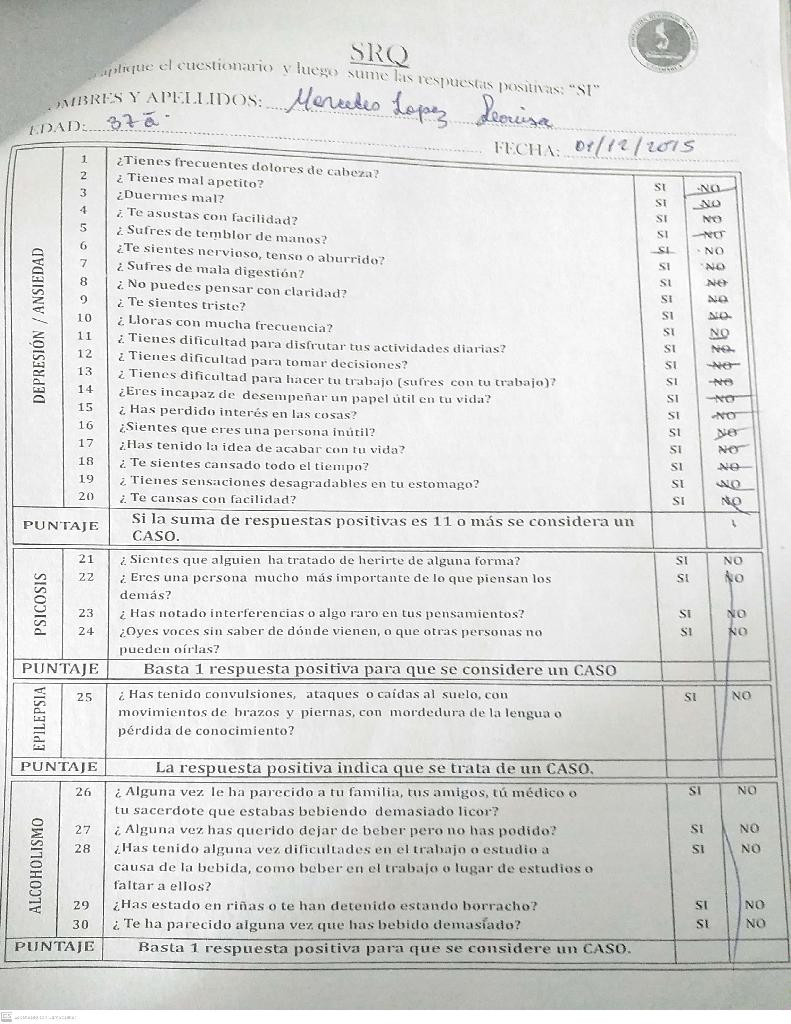 SRQ
aplique el cuestionario y luego sume las respuestas positivas: "SI"
OMBRES Y APELLIDOS: Mercedes Lopez
EDAD: 37 a
FECHA: 01/12/2015
DEPRESIÓN / ANSIEDAD
1 ¿Tienes frecuentes dolores de cabeza? SI NO
2 ¿ Tienes mal apetito? SI NO
3 ¿Duermes mal? SI NO
4 ¿ Te asustas con facilidad? SI NO
5 ¿ Sufres de temblor de manos? SI NO
6 ¿Te sientes nervioso, tenso o aburrido? SI NO
7 ¿ Sufres de mala digestión? SI NO
8 ¿ No puedes pensar con claridad? SI NO
9 ¿ Te sientes triste? SI NO
10 ¿ Lloras con mucha frecuencia? SI NO
11 ¿ Tienes dificultad para disfrutar tus actividades diarias? SI NO
12 ¿ Tienes dificultad para tomar decisiones? SI NO
13 ¿ Tienes dificultad para hacer tu trabajo (sufres con tu trabajo)? SI NO
14 ¿Eres incapaz de desempeñar un papel útil en tu vida? SI NO
15 ¿ Has perdido interés en las cosas? SI NO
16 ¿Sientes que eres una persona inútil? SI NO
17 ¿Has tenido la idea de acabar con tu vida? SI NO
18 ¿ Te sientes cansado todo el tiempo? SI NO
19 ¿ Tienes sensaciones desagradables en tu estomago? SI NO
20 ¿ Te cansas con facilidad? SI NO
PUNTAJE Si la suma de respuestas positivas es 11 o más se considera un
CASO.
PSICOSIS
21 ¿ Sientes que alguien ha tratado de herirte de alguna forma? SI NO
22 ¿ Eres una persona mucho más importante de lo que piensan los SI NO
demás?
23 ¿ Has notado interferencias o algo raro en tus pensamientos? SI NO
24 ¿Oyes voces sin saber de dónde vienen, o que otras personas no SI NO
pueden oírlas?
PUNTAJE Basta 1 respuesta positiva para que se considere un CASO
EPILEPSIA
25 ¿ Has tenido convulsiones, ataques o caídas al suelo, con SI NO
movimientos de brazos y piernas, con mordedura de la lengua o
pérdida de conocimiento?
PUNTAJE La respuesta positiva indica que se trata de un CASO.
ALCOHOLISMO
26 ¿ Alguna vez le ha parecido a tu familia, tus amigos, tú médico o SI NO
tu sacerdote que estabas bebiendo demasiado licor?
27 ¿ Alguna vez has querido dejar de beber pero no has podido? SI NO
28 ¿Has tenido alguna vez dificultades en el trabajo o estudio a SI NO
causa de la bebida, como beber en el trabajo o lugar de estudios o
faltar a ellos?
29 ¿Has estado en riñas o te han detenido estando borracho? SI NO
30 ¿ Te ha parecido alguna vez que has bebido demasíado? SI NO
PUNTAJE Basta 1 respuesta positiva para que se considere un CASO.